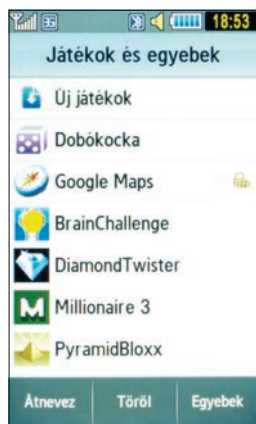 18:53
Játékok és egyebek
Új játékok
Dobókocka
Google Maps
BrainChallenge
DiamondTwister
Millionaire 3
PyramidBloxx
Átnevez Töröl Egyebek